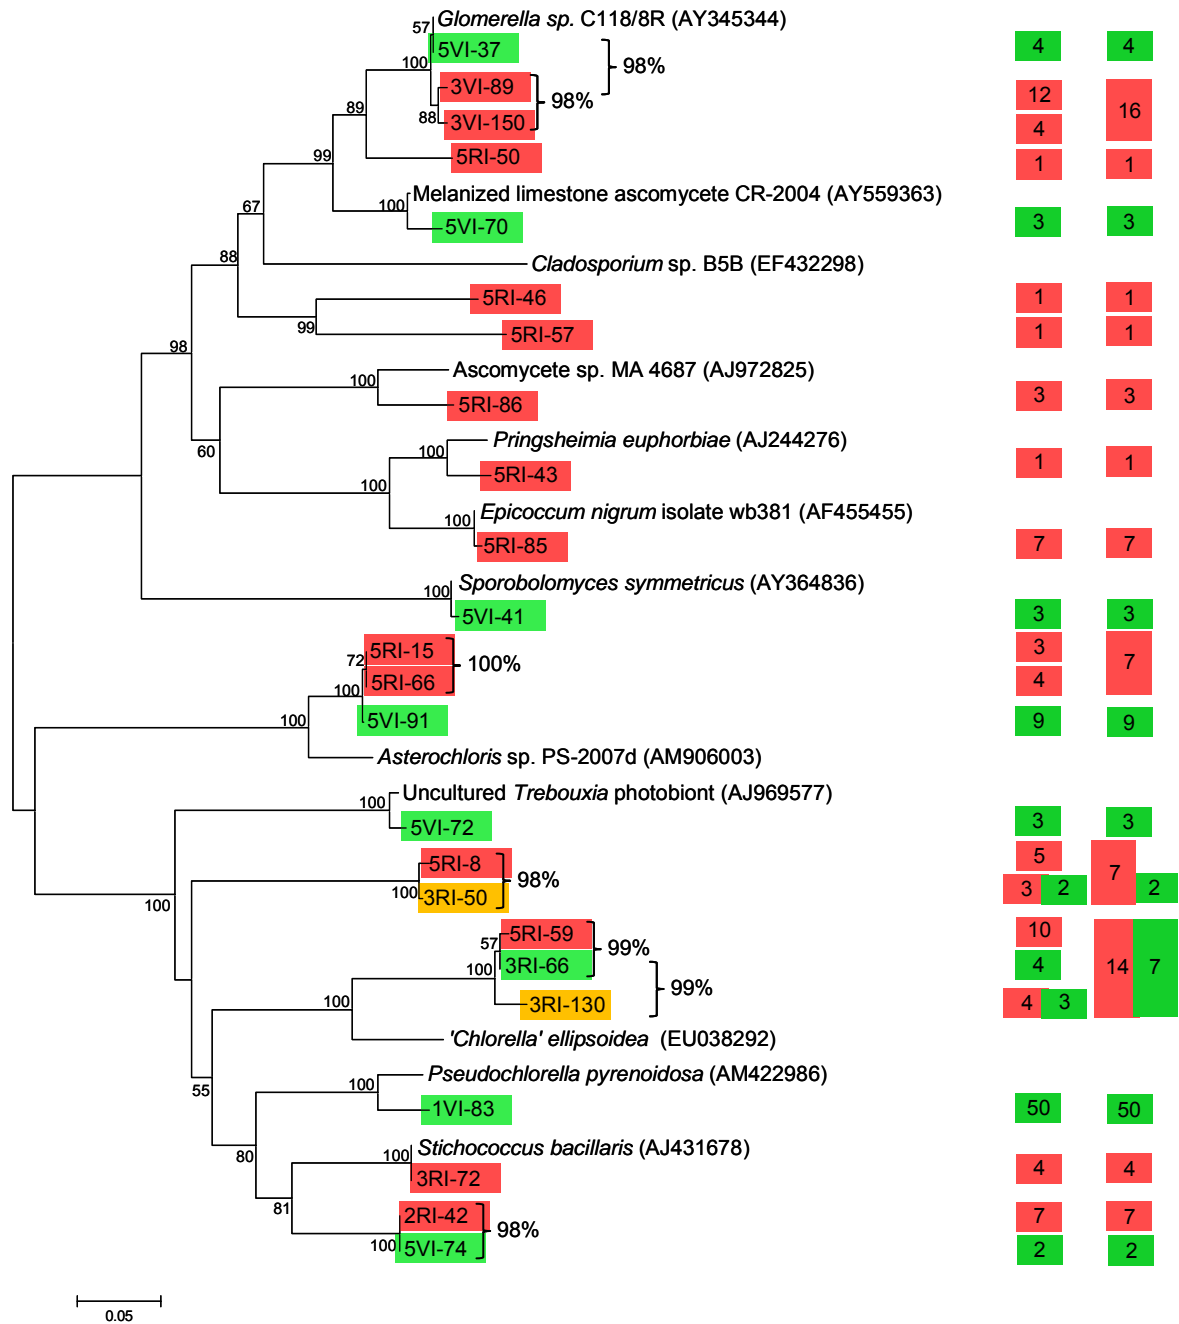 57 Glomerella sp. C118/8R (AY345344)
5VI-37 4 4
100 98%
3VI-89 12
98% 16
88 3VI-150 4
89
5RI-50 1 1
99
Melanized limestone ascomycete CR-2004 (AY559363)
100
5VI-70 3 3
67
88
Cladosporium sp. B5B (EF432298)
5RI-46 1 1
99
5RI-57 1 1
98
Ascomycete sp. MA 4687 (AJ972825)
100
5RI-86 3 3
60
Pringsheimia euphorbiae (AJ244276)
100
5RI-43 1 1
100
Epicoccum nigrum isolate wb381 (AF455455)
100
5RI-85 7 7
Sporobolomyces symmetricus (AY364836)
100
5VI-41 3 3
5RI-15 3
72 100% 7
5RI-66 4
100
5VI-91 9 9
100
Asterochloris sp. PS-2007d (AM906003)
Uncultured Trebouxia photobiont (AJ969577)
100
5VI-72 3 3
5RI-8 5
98% 7
100 3RI-50 3 2 2
100
5RI-59 10
57 99%
3RI-66 4 14 7
100 99%
3RI-130 4 3
100
'Chlorella' ellipsoidea (EU038292)
Pseudochlorella pyrenoidosa (AM422986)
100
55
1VI-83 50 50
Stichococcus bacillaris (AJ431678)
100
80
3RI-72 4 4
81
2RI-42 7 7
98%
100 5VI-74 2 2
0.05